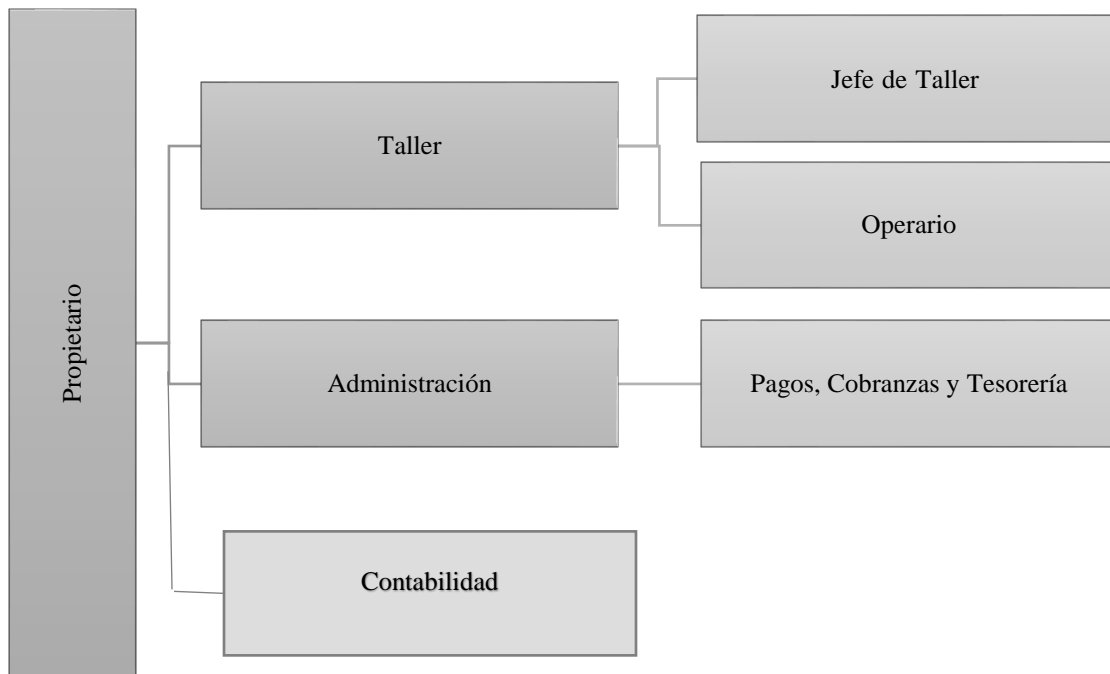 Propietario
Taller
Jefe de Taller
Operario
Administración
Pagos, Cobranzas y Tesorería
Contabilidad